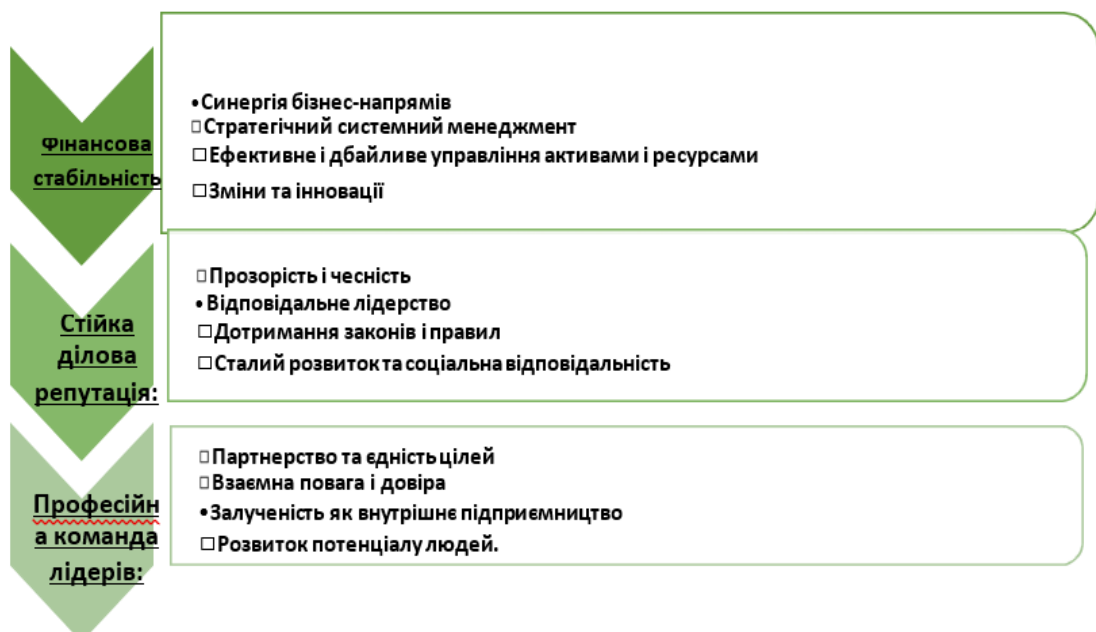 Фінансова
стабільність
•Синергія бізнес-напрямів
□Стратегічний системний менеджмент
□Ефективне і дбайливе управління активами і ресурсами
□Зміни та інновації
Стійка
ділова
репутація:
□Прозорість і чесність
•Відповідальне лідерство
□Дотримання законів і правил
□Сталий розвиток та соціальна відповідальність
Професійн
а команда
лідерів:
□Партнерство та єдність цілей
□Взаємна повага і довіра
•Залученість як внутрішнє підприємництво
□Розвиток потенціалу людей.